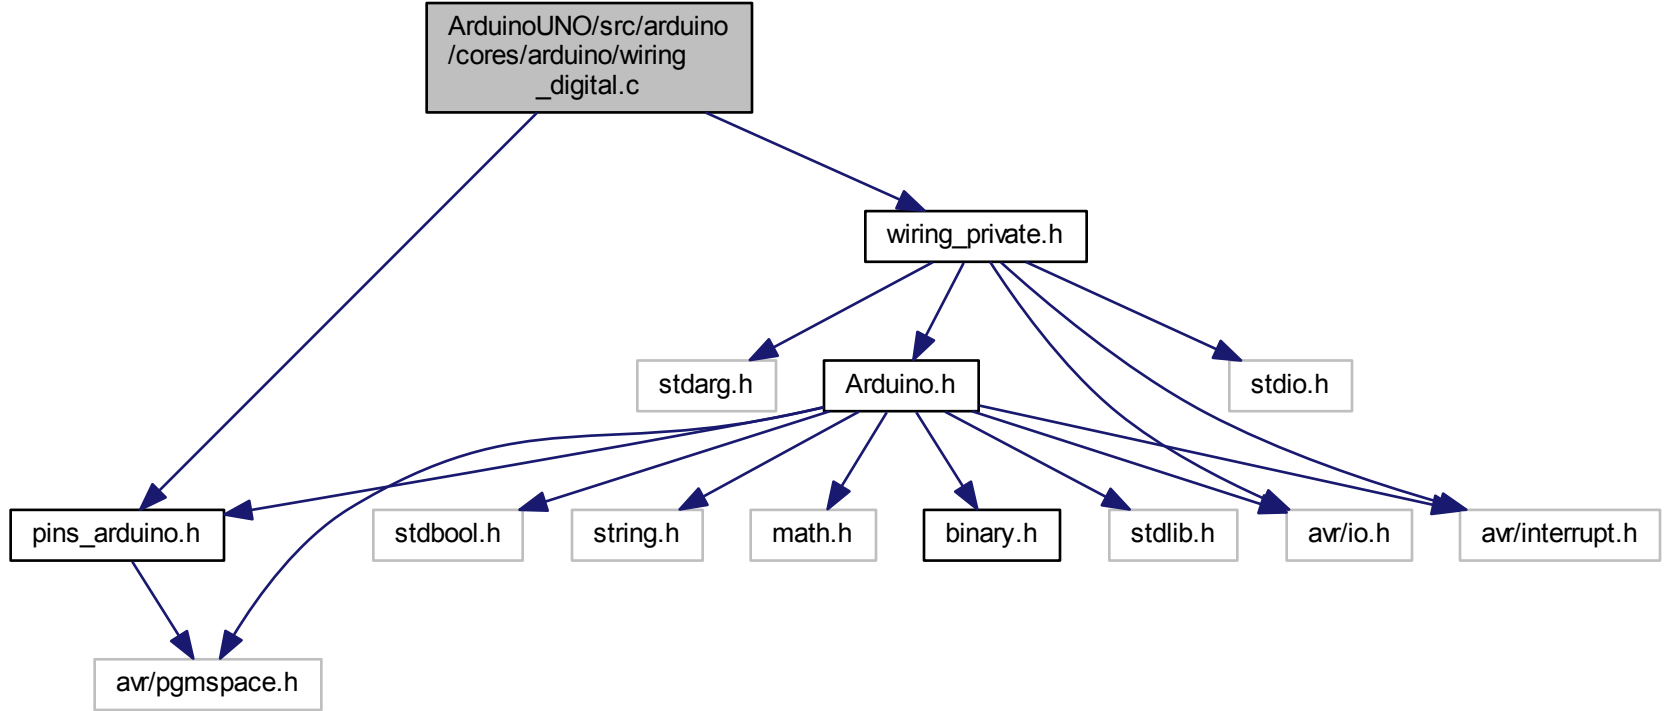 ArduinoUNO/src/arduino
/cores/arduino/wiring
_digital.c
wiring_private.h
stdarg.h
Arduino.h
stdio.h
pins_arduino.h
stdbool.h
string.h
math.h
binary.h
stdlib.h
avr/io.h
avr/interrupt.h
avr/pgmspace.h